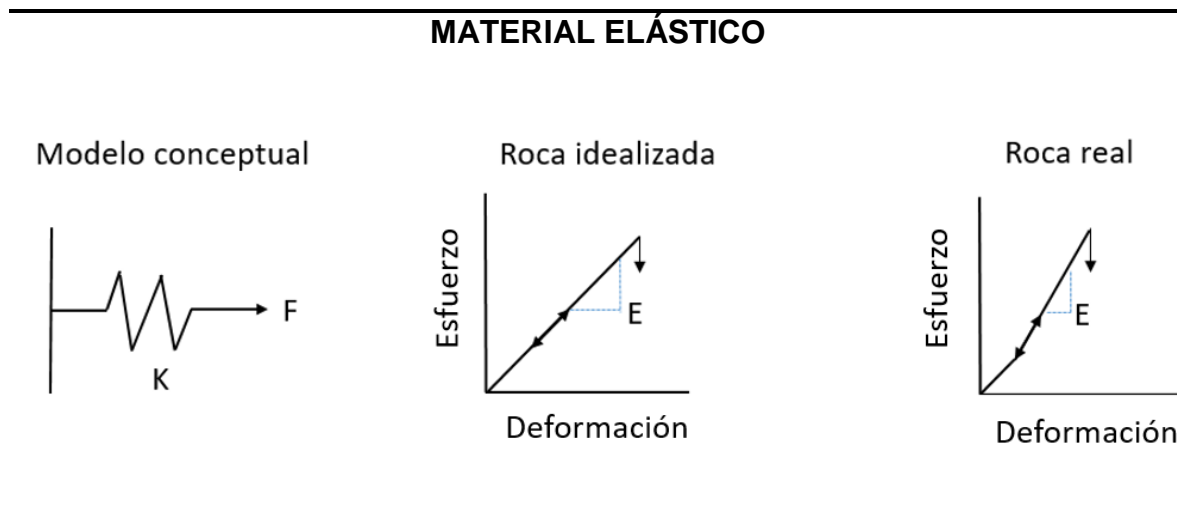 MATERIAL ELÁSTICO
Modelo conceptual
F
K
Roca idealizada
Esfuerzo
E
Deformación
Roca real
Esfuerzo
E
Deformación